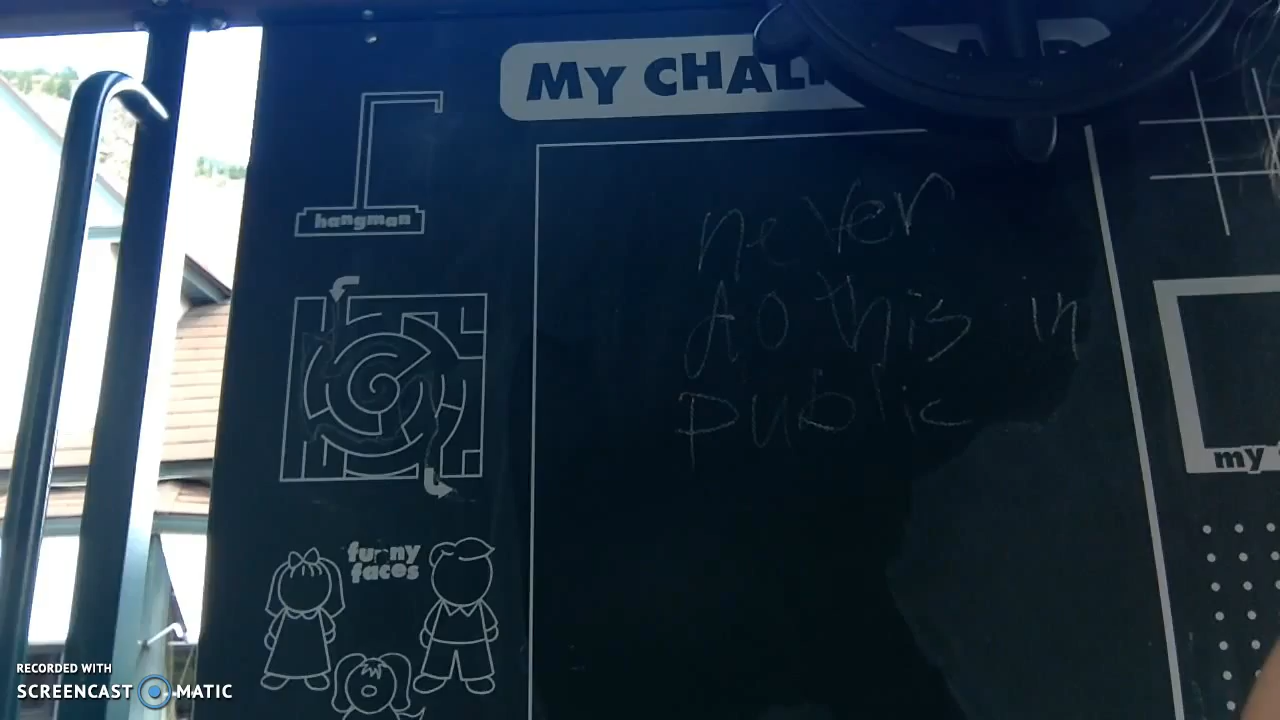 MY CHAL
hangman
never
do this in
public
my
funny
faces
RECORDED WITH
SCREENCAST MATIC